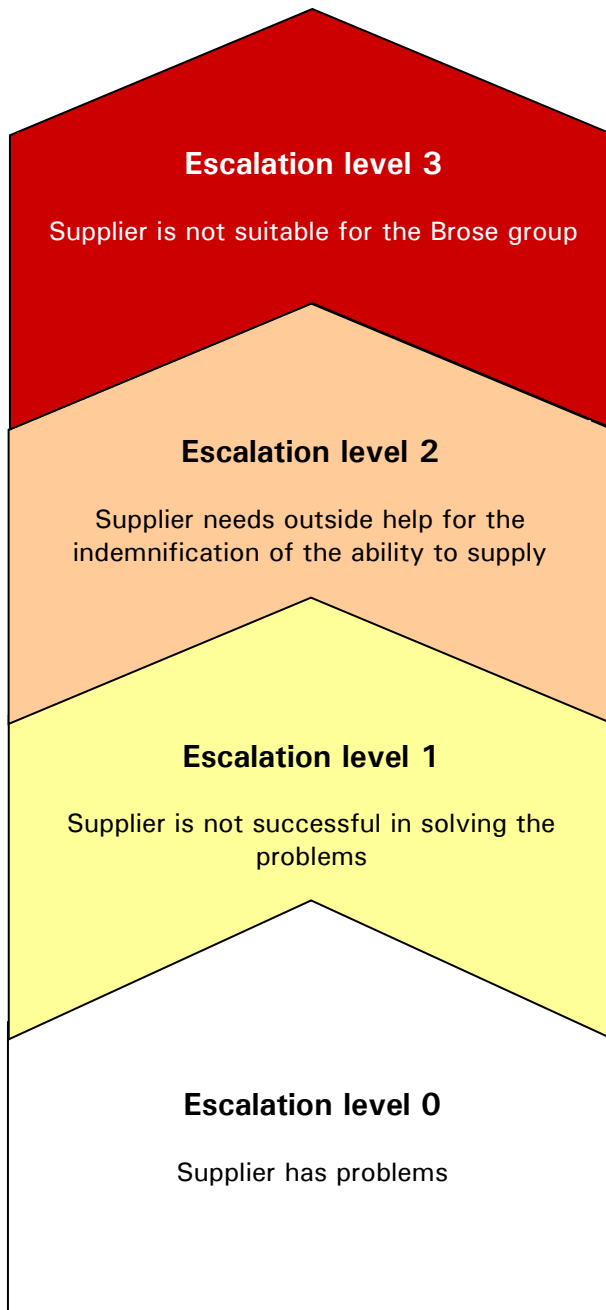 Escalation level 3
Supplier is not suitable for the Brose group
Escalation level 2
Supplier needs outside help for the
indemnification of the ability to supply
Escalation level 1
Supplier is not successful in solving the
problems
Escalation level 0
Supplier has problems